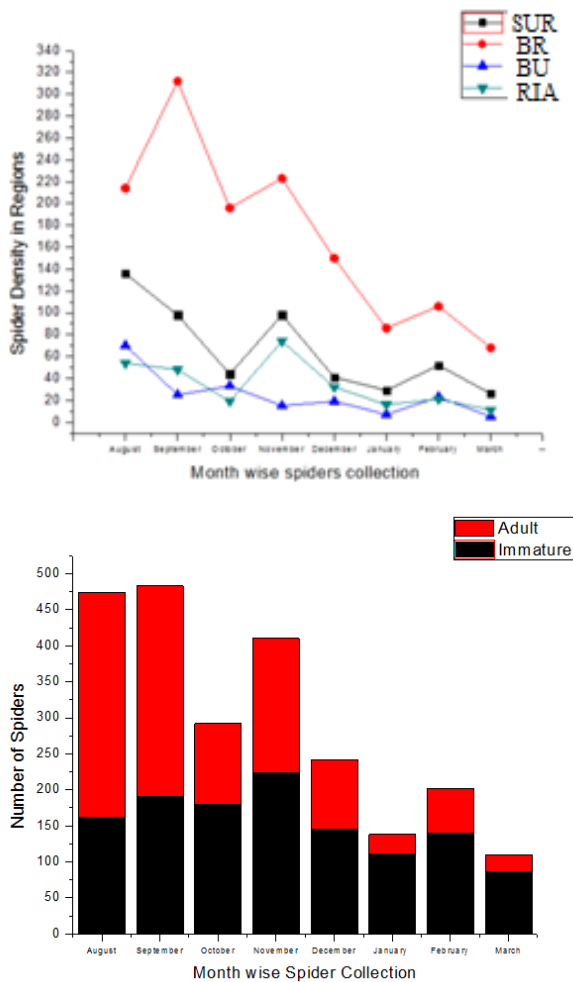 SUR
BR
BU
RIA
340
320
300
280
260
240
220
200
180
160
140
120
100
80
60
40
20
0
Spider Density in Regions
August September October November December January February March --
Month wise spiders collection
Adult
Immature
500
450
400
350
300
250
200
150
100
50
0
Number of Spiders
August September October November December January February March
Month wise Spider Collection